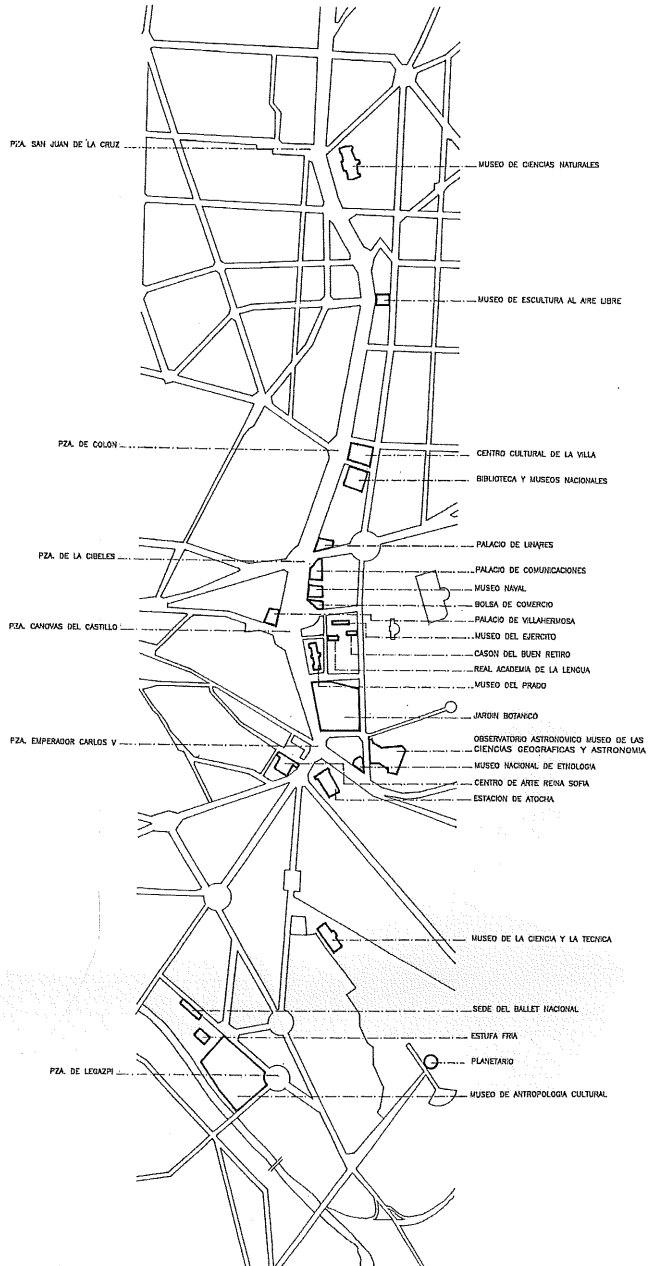 PZA. SAN JUAN DE LA CRUZ
MUSEO DE CIENCIAS NATURALES
MUSEO DE ESCULTURA AL AIRE LIBRE
PZA. DE COLON
CENTRO CULTURAL DE LA VILLA
BIBLIOTECA Y MUSEOS NACIONALES
PALACIO DE LINARES
PZA. DE LA CIBELES
PALACIO DE COMUNICACIONES
MUSEO NAVAL
BOLSA DE COMERCIO
PALACIO DE VILLAHERMOSA
PZA. CANOVAS DEL CASTILLO
MUSEO DEL EJERCITO
CASON DEL BUEN RETIRO
REAL ACADEMIA DE LA LENGUA
MUSEO DEL PRADO
JARDIN BOTANICO
OBSERVATORIO ASTRONOMICO MUSEO DE LAS
CIENCIAS GEOGRAFICAS Y ASTRONOMIA
PZA. EMPERADOR CARLOS V
MUSEO NACIONAL DE ETNOLOGIA
CENTRO DE ARTE REINA SOFIA
ESTACION DE ATOCHA
MUSEO DE LA CIENCIA Y LA TECNICA
SEDE DEL BALLET NACIONAL
ESTUFA FRIA
PLANETARIO
PZA. DE LEGAZPI
MUSEO DE ANTROPOLOGIA CULTURAL